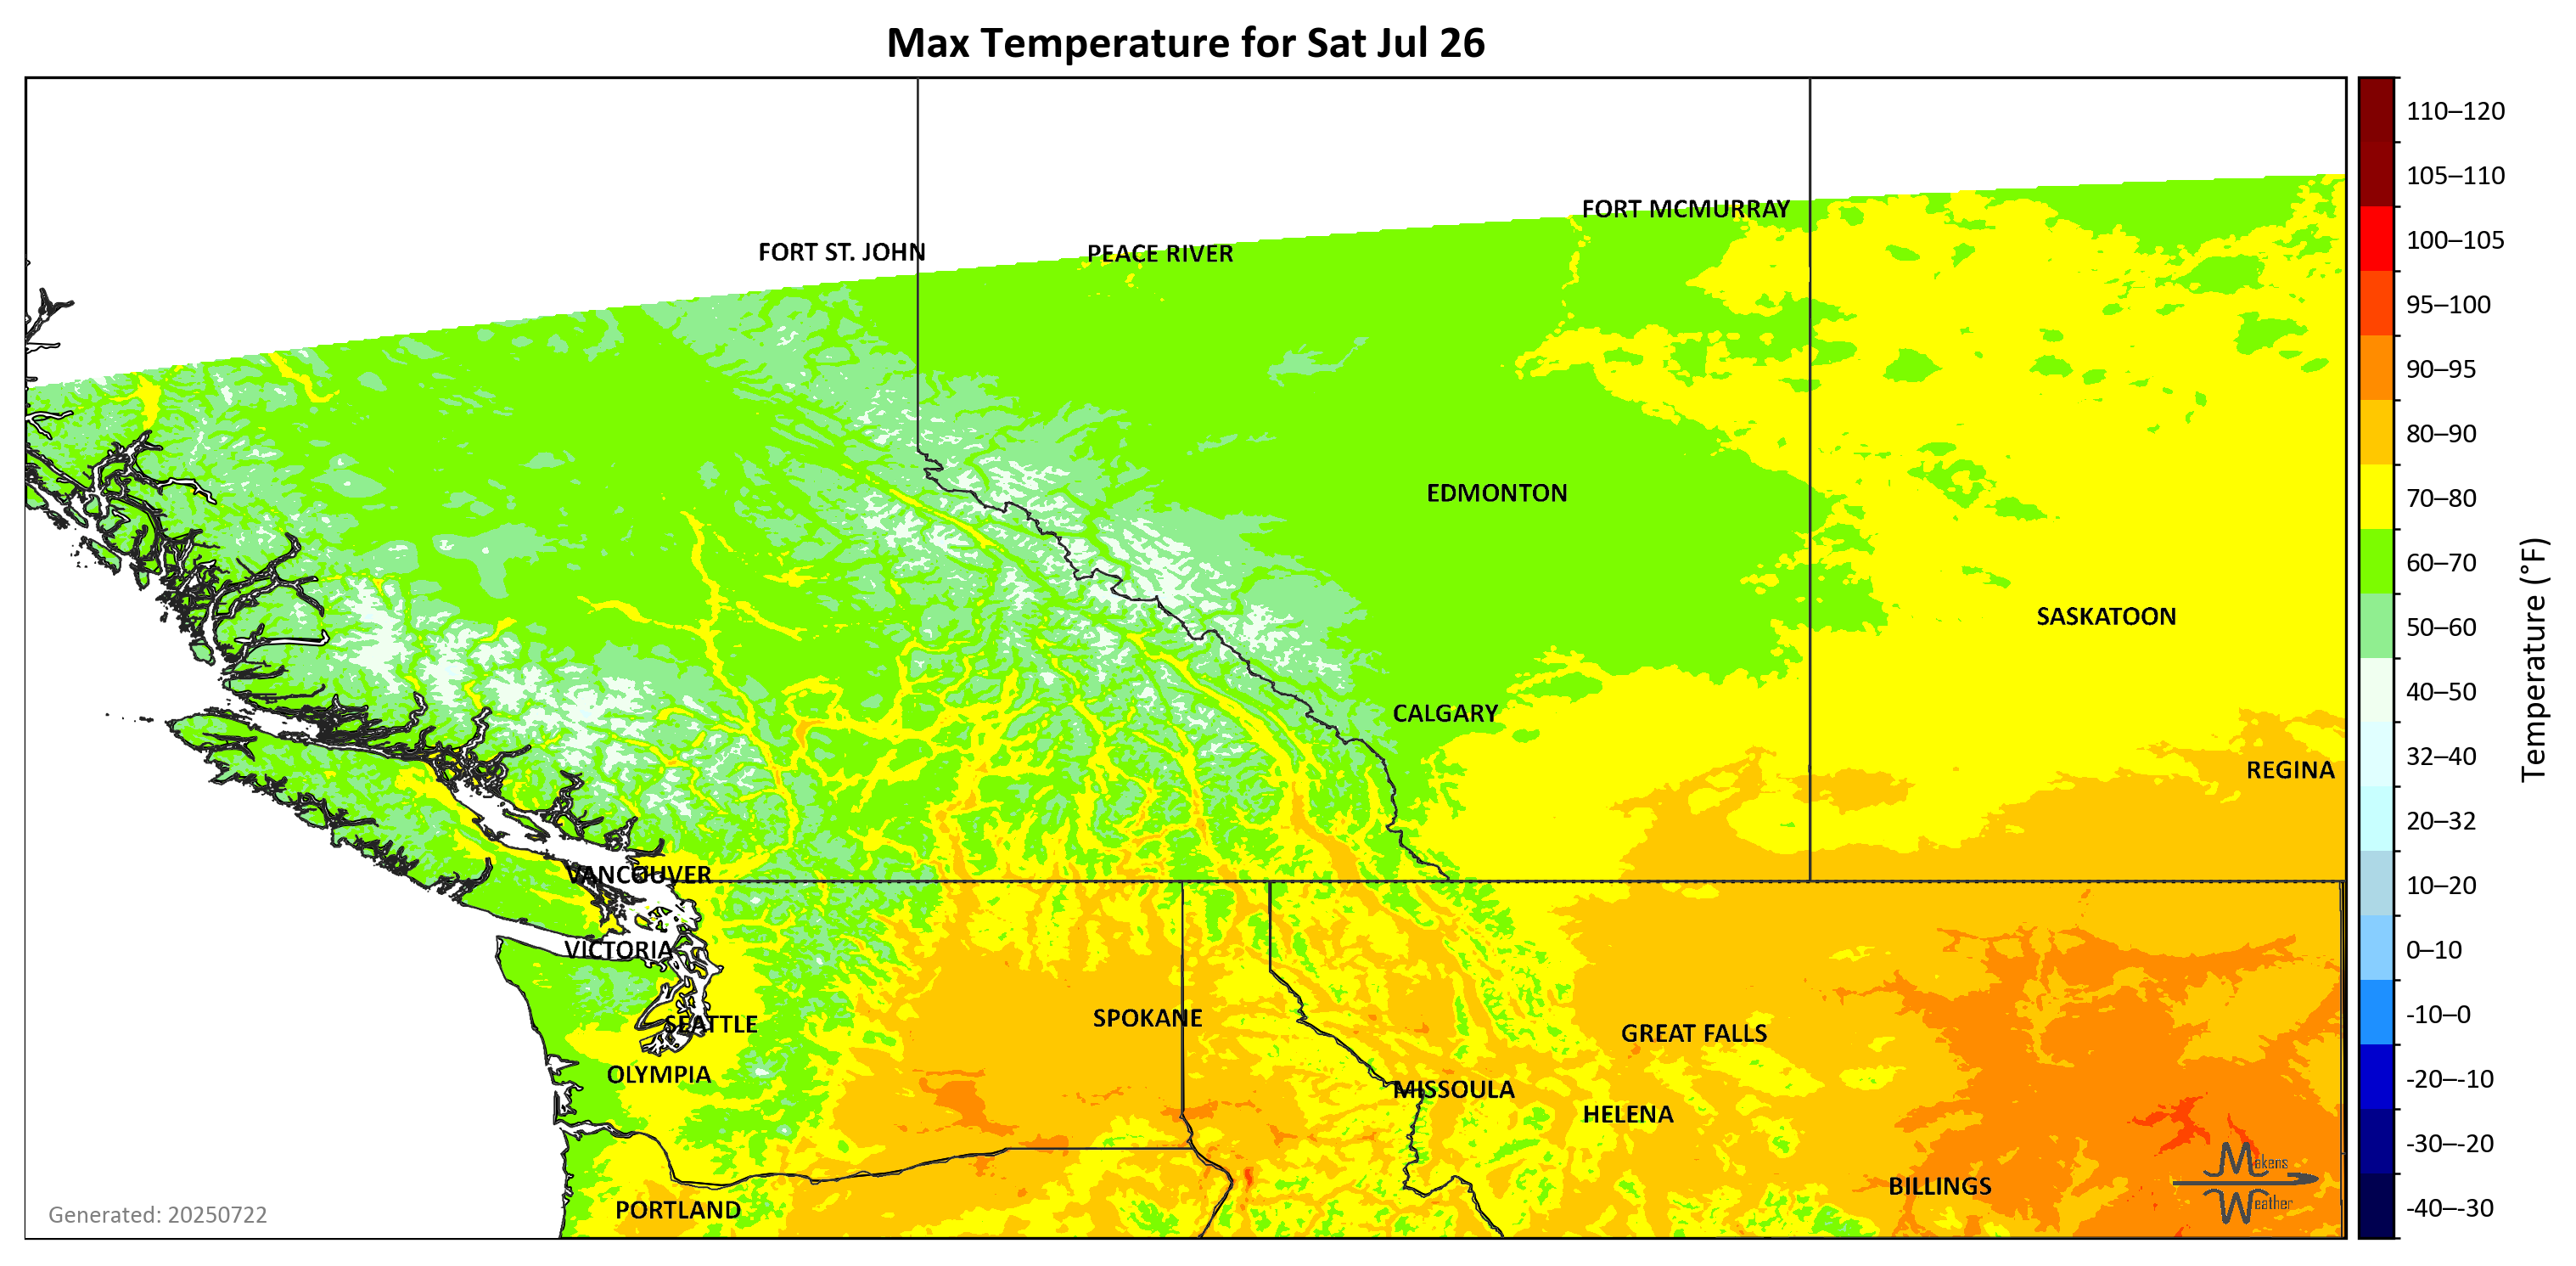 Max Temperature for Sat Jul 26
110–120
105–110
100–105
95–100
90–95
80–90
70–80
60–70
50–60
40–50
32–40
20–32
10–20
0–10
-10–0
-20–-10
-30–-20
-40–-30
Temperature (°F)
FORT MCMURRAY
FORT ST. JOHN
PEACE RIVER
EDMONTON
SASKATOON
CALGARY
REGINA
VANCOUVER
VICTORIA
SEATTLE
SPOKANE
GREAT FALLS
OLYMPIA
MISSOULA
HELENA
BILLINGS
PORTLAND
Makens
Weather
Generated: 20250722